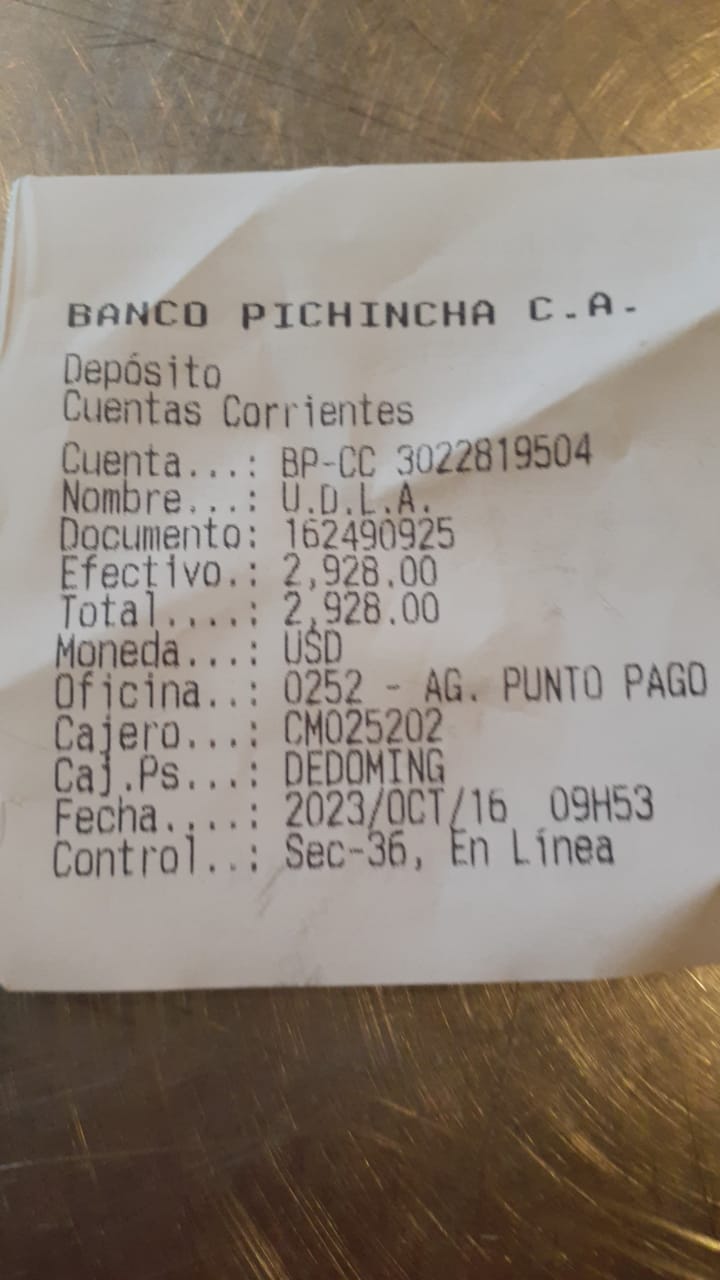 BANCO PICHINCHA C.A.
Depósito
Cuentas Corrientes
Cuenta...: BP-CC 3022819504
Nombre...: U.D.L.A.
Documento: 162490925
Efectivo.: 2,928.00
Total....: 2,928.00
Moneda...: USD
Oficina..: 0252 - AG. PUNTO PAGO
Cajero...: CM025202
Caj.Ps...: DEDOMING
Fecha....: 2023/OCT/16 09H53
Control..: Sec-36, En Línea